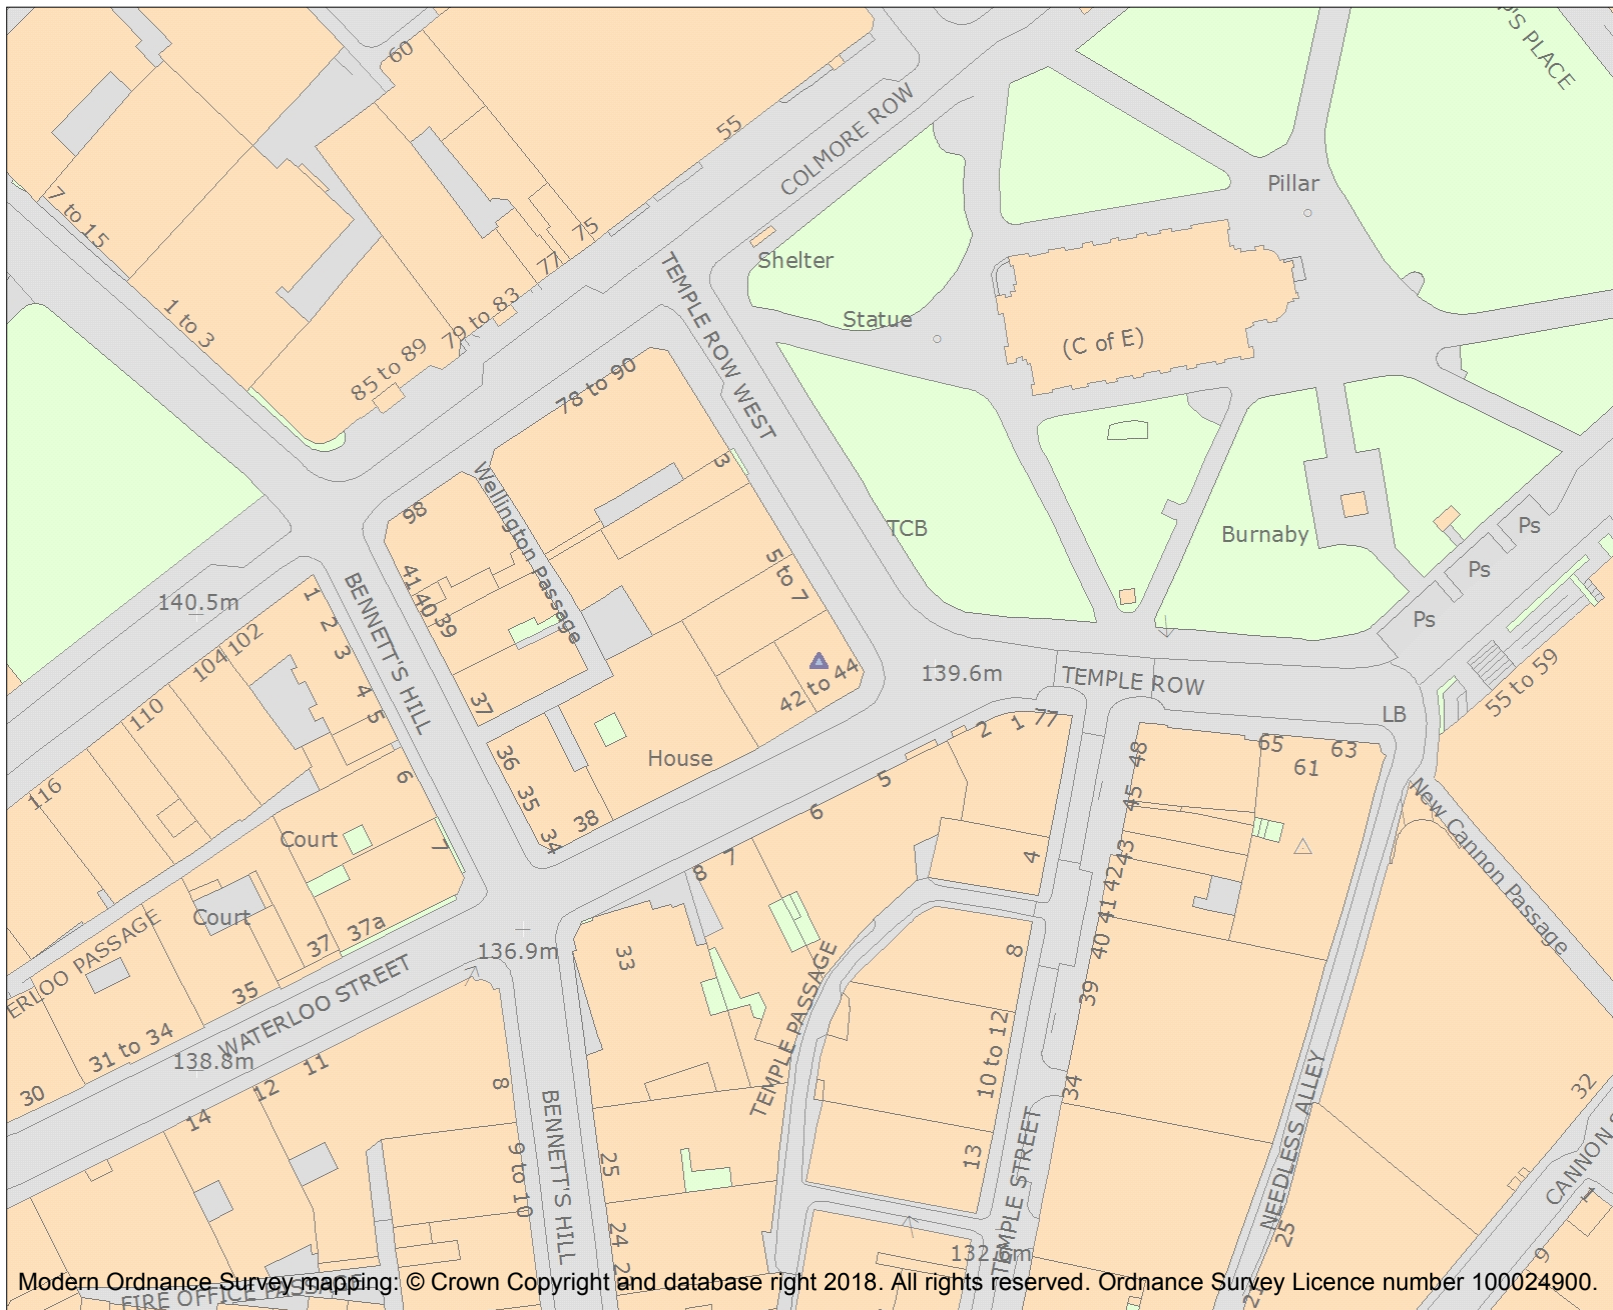 60
P'S PLACE
55
COLMORE ROW
Pillar
7 to 15
75
77
Shelter
TEMPLE ROW WEST
1 to 3
79 to 83
Statue
(C of E)
85 to 89
78 to 90
3
Wellington Passage
98
TCB
Burnaby
Ps
Ps
Ps
5 to 7
41
40
39
BENNETT'S HILL
140.5m
1
2
3
4
5
102
104
110
116
37
42 to 44
139.6m
TEMPLE ROW
55 to 59
LB
House
36
35
34
38
2
1
77
5
6
7
8
48
45
43
42
41
40
39
34
65
63
61
New Cannon Passage
6
7
Court
Court
37
37a
35
31 to 34
30
ERLOO PASSAGE
WATERLOO STREET
136.9m
138.8m
33
4
8
TEMPLE PASSAGE
10 to 12
13
14
12
11
8
9 to 10
BENNETT'S HILL
25
24
TEMPLE STREET
NEEDLESS ALLEY
25
32
CANNON S
1
9
132.6m
FIRE OFFICE PASSAGE
Modern Ordnance Survey mapping: © Crown Copyright and database right 2018. All rights reserved. Ordnance Survey Licence number 100024900.